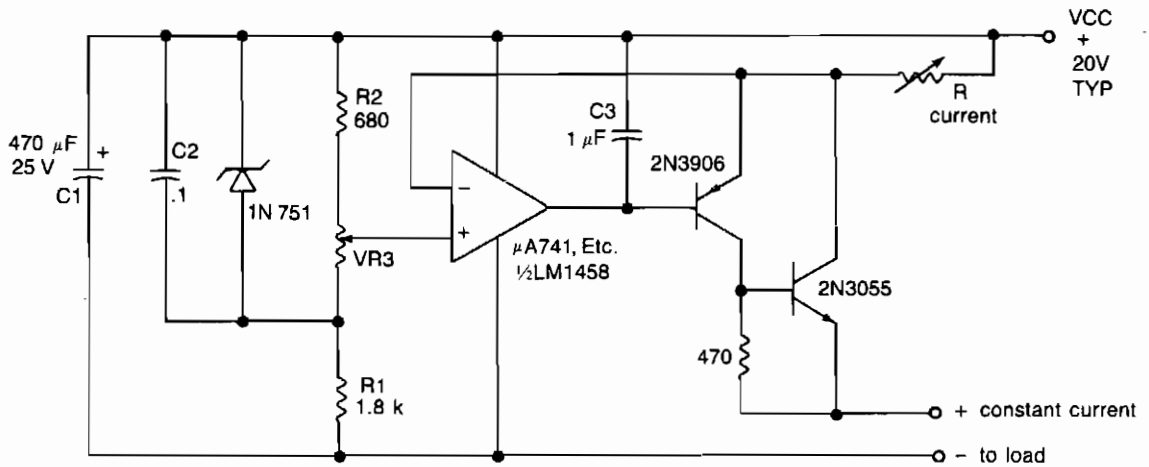 VCC
+
20V
TYP
R
current
R2
680
C3
1 µF
470 µF
25 V
+
C1
C2
.1
1N 751
2N3906
−
+
VR3
µA741, Etc.
½LM1458
2N3055
470
R1
1.8 k
+ constant current
− to load